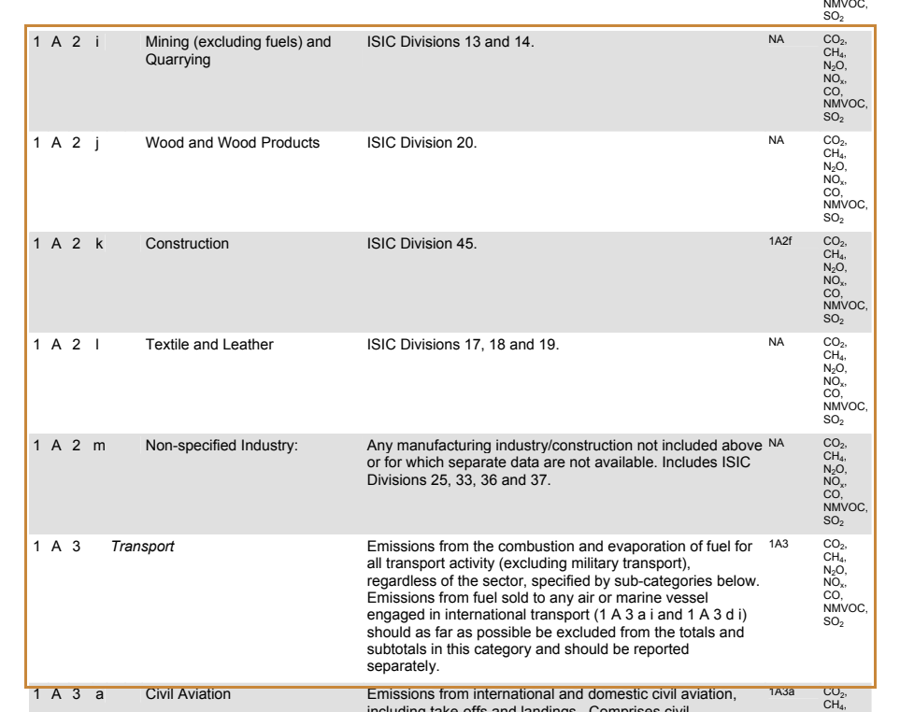 NMVOC,
SO2
1 A 2 i Mining (excluding fuels) and Quarrying ISIC Divisions 13 and 14. NA CO2,
CH4,
N2O,
NOx,
CO,
NMVOC,
SO2
1 A 2 j Wood and Wood Products ISIC Division 20. NA CO2,
CH4,
N2O,
NOx,
CO,
NMVOC,
SO2
1 A 2 k Construction ISIC Division 45. 1A2f CO2,
CH4,
N2O,
NOx,
CO,
NMVOC,
SO2
1 A 2 l Textile and Leather ISIC Divisions 17, 18 and 19. NA CO2,
CH4,
N2O,
NOx,
CO,
NMVOC,
SO2
1 A 2 m Non-specified Industry: Any manufacturing industry/construction not included above NA CO2,
or for which separate data are not available. Includes ISIC CH4,
Divisions 25, 33, 36 and 37. N2O,
NOx,
CO,
NMVOC,
SO2
1 A 3 Transport Emissions from the combustion and evaporation of fuel for 1A3 CO2,
all transport activity (excluding military transport), CH4,
regardless of the sector, specified by sub-categories below. N2O,
Emissions from fuel sold to any air or marine vessel NOx,
engaged in international transport (1 A 3 a i and 1 A 3 d i) CO,
should as far as possible be excluded from the totals and NMVOC,
subtotals in this category and should be reported SO2
separately.
1 A 3 a Civil Aviation Emissions from international and domestic civil aviation, 1A3a CO2,
including take-offs and landings. Comprises civil CH4,